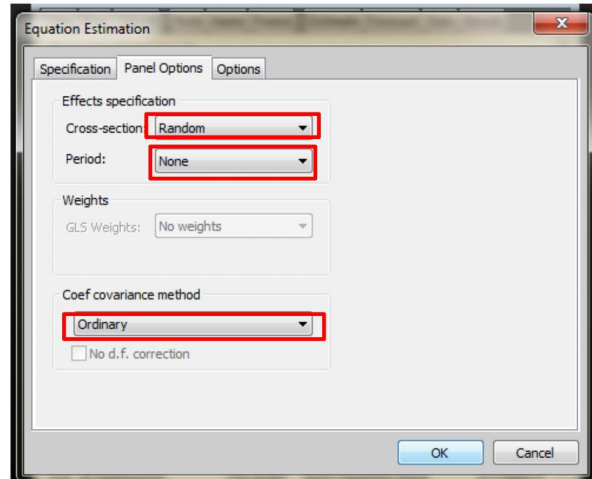 Equation Estimation
Specification Panel Options Options
Effects specification
Cross-section: Random
Period: None
Weights
GLS Weights: No weights
Coef covariance method
Ordinary
No d.f. correction
OK Cancel